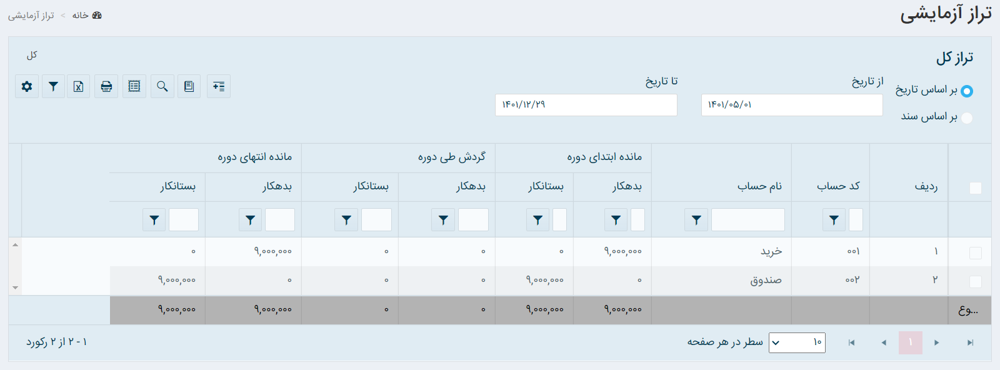 تراز آزمایشی
خانه > تراز آزمایشی
تراز کل
کل
بر اساس تاریخ
بر اساس سند
از تاریخ
۱۴۰۱/۰۵/۰۱
تا تاریخ
۱۴۰۱/۱۲/۲۹
ردیف کد حساب نام حساب مانده ابتدای دوره گردش طی دوره مانده انتهای دوره
بدهکار بستانکار بدهکار بستانکار بدهکار بستانکار
۱ ۰۰۱ خرید ۹,۰۰۰,۰۰۰ ۰ ۰ ۰ ۹,۰۰۰,۰۰۰ ۰
۲ ۰۰۲ صندوق ۰ ۹,۰۰۰,۰۰۰ ۰ ۰ ۰ ۹,۰۰۰,۰۰۰
...وع ۹,۰۰۰,۰۰۰ ۹,۰۰۰,۰۰۰ ۰ ۰ ۹,۰۰۰,۰۰۰ ۹,۰۰۰,۰۰۰
۱ ۱۰ سطر در هر صفحه ۱ - ۲ از ۲ رکورد